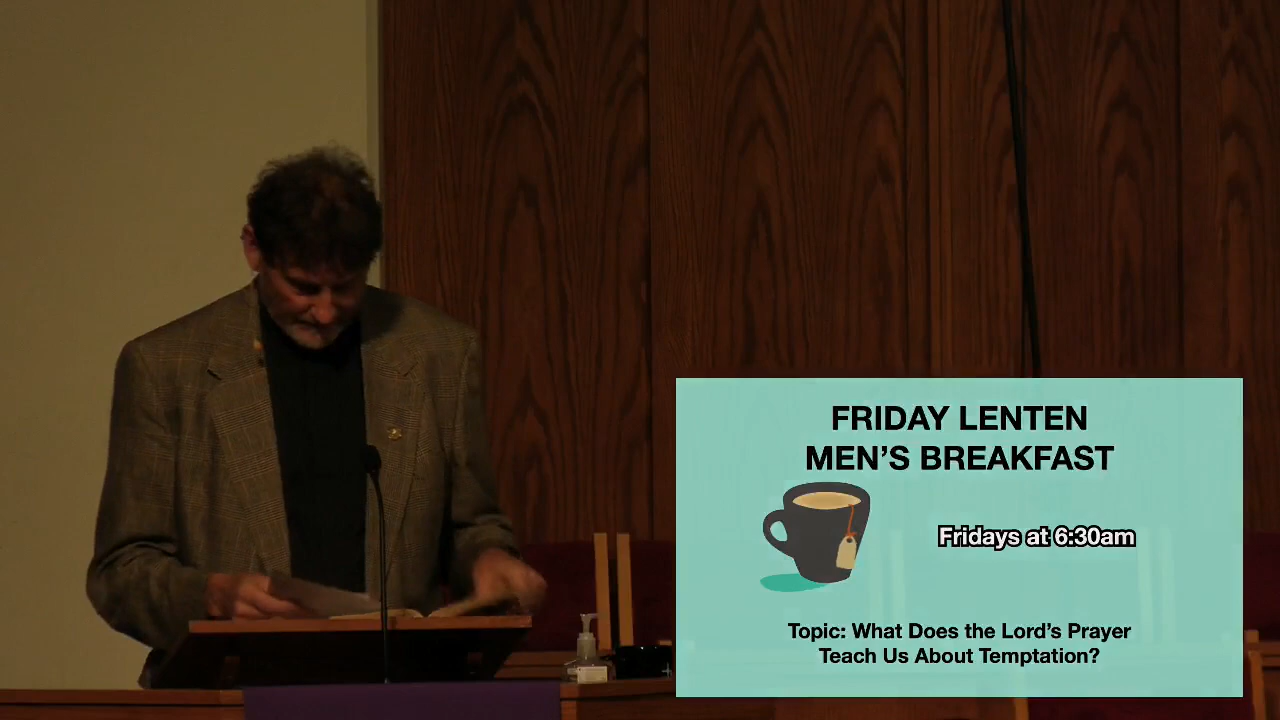 FRIDAY LENTEN
MEN'S BREAKFAST
Fridays at 6:30am
Topic: What Does the Lord's Prayer
Teach Us About Temptation?